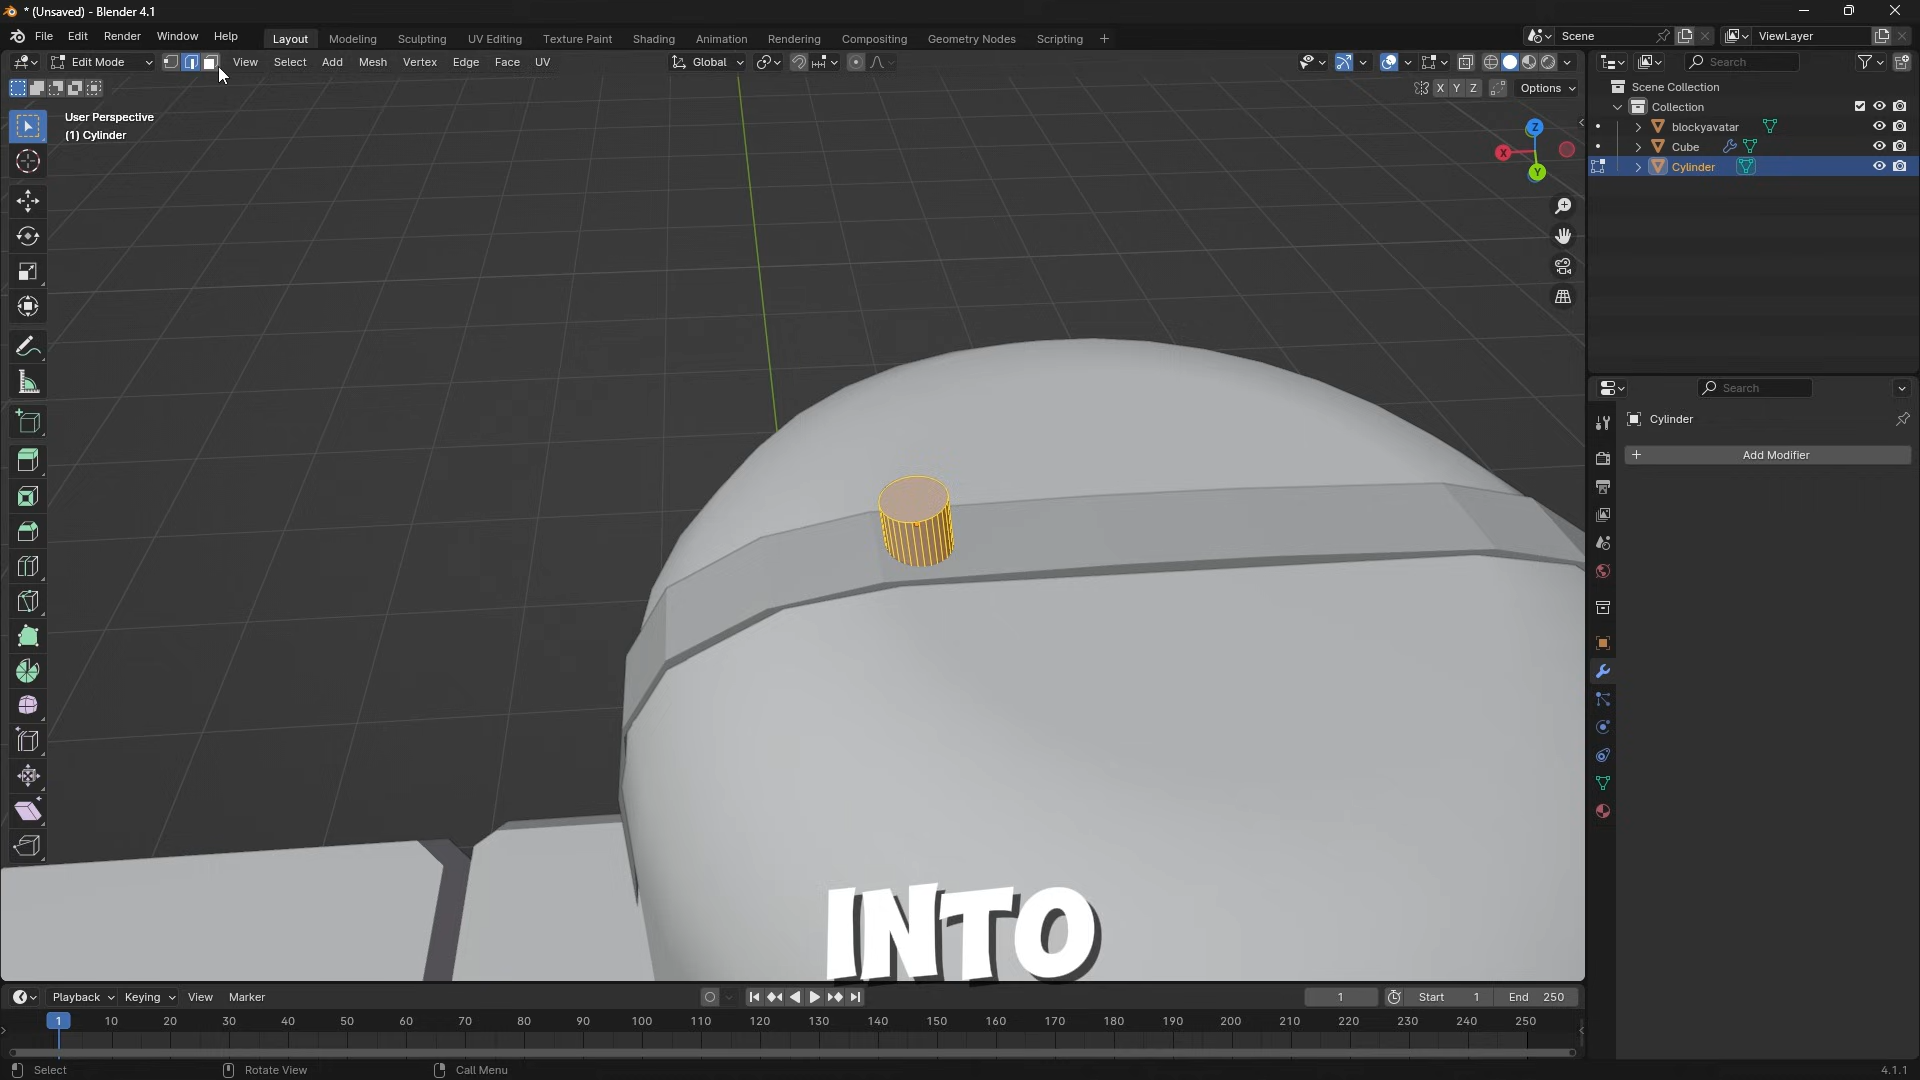 * (Unsaved) - Blender 4.1
File Edit Render Window Help Layout Modeling Sculpting UV Editing Texture Paint Shading Animation Rendering Compositing Geometry Nodes Scripting + Scene ViewLayer
Edit Mode View Select Add Mesh Vertex Edge Face UV Global Search
X Y Z Options
Scene Collection
Collection
User Perspective
(1) Cylinder
blockyavatar
Cube
Cylinder
Z
X
Y
Search
Cylinder
+ Add Modifier
INTO
Playback Keying View Marker 1 Start 1 End 250
1 10 20 30 40 50 60 70 80 90 100 110 120 130 140 150 160 170 180 190 200 210 220 230 240 250
Select Rotate View Call Menu 4.1.1